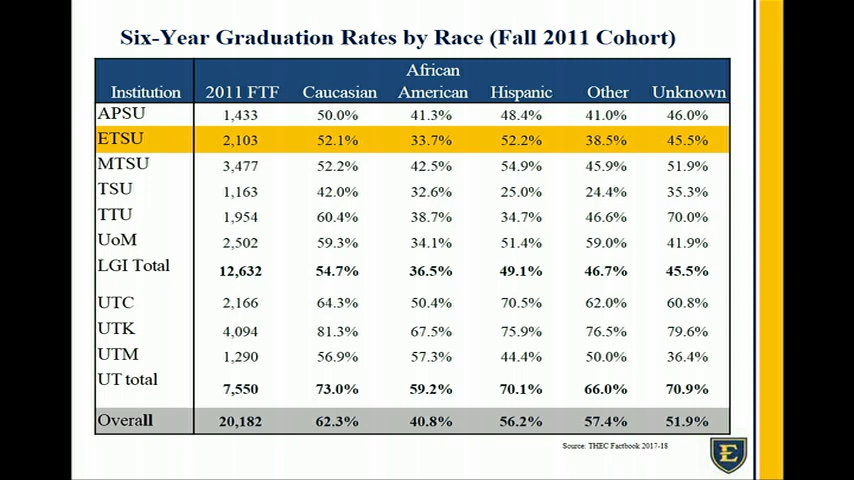 Six-Year Graduation Rates by Race (Fall 2011 Cohort)
Institution 2011 FTF Caucasian African American Hispanic Other Unknown
APSU 1,433 50.0% 41.3% 48.4% 41.0% 46.0%
ETSU 2,103 52.1% 33.7% 52.2% 38.5% 45.5%
MTSU 3,477 52.2% 42.5% 54.9% 45.9% 51.9%
TSU 1,163 42.0% 32.6% 25.0% 24.4% 35.3%
TTU 1,954 60.4% 38.7% 34.7% 46.6% 70.0%
UoM 2,502 59.3% 34.1% 51.4% 59.0% 41.9%
LGI Total 12,632 54.7% 36.5% 49.1% 46.7% 45.5%
UTC 2,166 64.3% 50.4% 70.5% 62.0% 60.8%
UTK 4,094 81.3% 67.5% 75.9% 76.5% 79.6%
UTM 1,290 56.9% 57.3% 44.4% 50.0% 36.4%
UT total 7,550 73.0% 59.2% 70.1% 66.0% 70.9%
Overall 20,182 62.3% 40.8% 56.2% 57.4% 51.9%
Source: THEC Factbook 2017-18
E